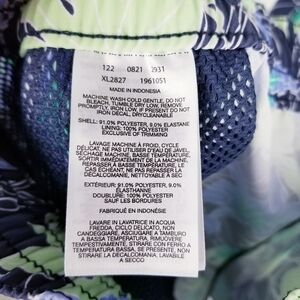 122 0821 2931
XL2827 1961051
MADE IN INDONESIA
MACHINE WASH COLD GENTLE, DO NOT
BLEACH, TUMBLE DRY LOW, REMOVE
PROMPTLY, IRON LOW IF NEEDED, DO NOT
IRON DECAL, DRYCLEANABLE
SHELL: 91.0% POLYESTER, 9.0% ELASTANE
LINING: 100% POLYESTER
EXCLUSIVE OF TRIMMING
LAVAGE MACHINE À FROID, CYCLE
DÉLICAT, NE PAS UTILISER D'EAU DE JAVEL,
SÉCHAGE MACHINE, BASSE TEMPÉRATURE,
SORTIR IMMÉDIATEMENT DE LA MACHINE,
REPASSER À BASSE TEMPÉRATURE, LE
CAS ÉCHÉANT, NE PAS REPASSER LA
DÉCALCOMANIE, NETTOYABLE À SEC
EXTÉRIEUR: 91.0% POLYESTER, 9.0%
ÉLASTHANNE
DOUBLURE: 100% POLYESTER
SAUF LES BORDURES
FABRIQUÉ EN INDONÉSIE
LAVARE IN LAVATRICE IN ACQUA
FREDDA, CICLO DELICATO, NON
CANDEGGIARE, ASCIUGARE A TAMBURO
A BASSA TEMPERATURA, RIMUOVERE
TEMPESTIVAMENTE, STIRARE CON FERRO A
TEMPERATURA BASSA, SE NECESSARIO, NON
STIRARE LA DECALCOMANIA, LAVABILE
A SECCO